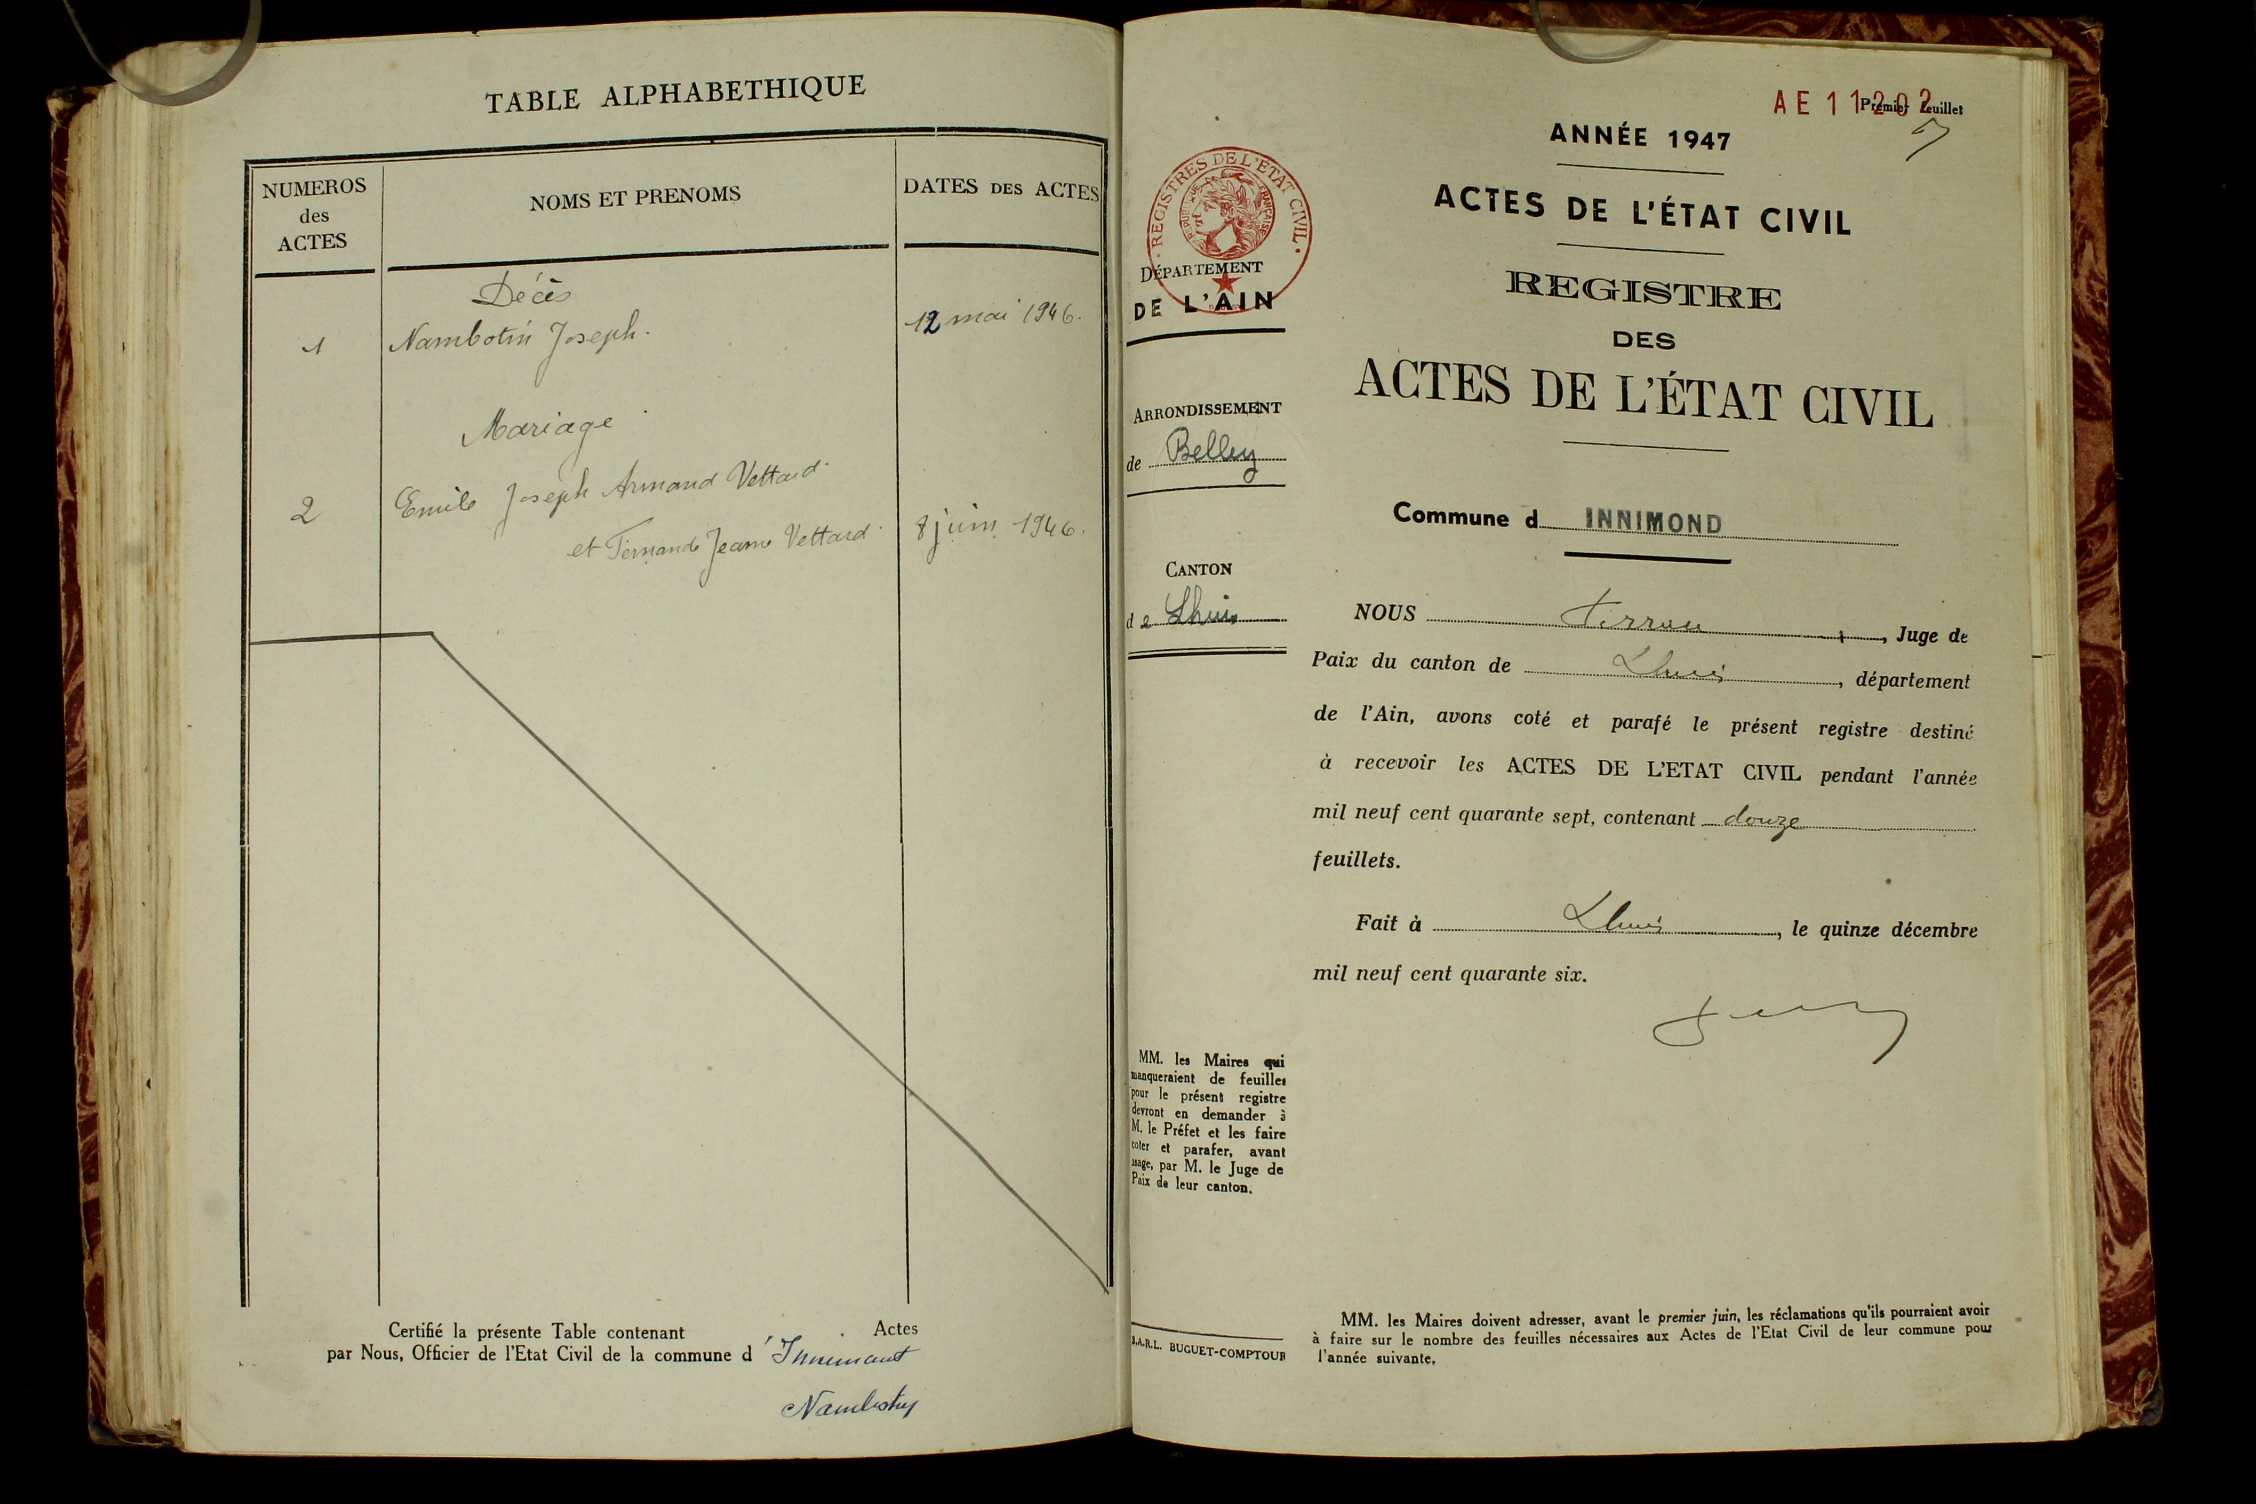 TABLE ALPHABETHIQUE
NUMEROS
des
ACTES
NOMS ET PRENOMS
DATES DES ACTES
Décès
1 Nambotin Joseph. 12 mai 1946.
Mariage
2 Emile Joseph Armand Vettard
et Fernande Jeanne Vettard 8 juin 1946.
Certifié la présente Table contenant Actes
par Nous, Officier de l'Etat Civil de la commune d'Innimont
AE 11202
Premier feuillet
ANNÉE 1947
ACTES DE L'ÉTAT CIVIL
REGISTRE
DES
ACTES DE L'ÉTAT CIVIL
Commune d INNIMOND
REGISTRES DE L'ETAT CIVIL
REPUBLIQUE FRANÇAISE
DÉPARTEMENT
DE L'AIN
ARRONDISSEMENT
de Belley
CANTON
de Lhuis
NOUS , Juge de
Paix du canton de Lhuis, département
de l'Ain, avons coté et parafé le présent registre destiné
à recevoir les ACTES DE L'ETAT CIVIL pendant l'année
mil neuf cent quarante sept, contenant douze
feuillets.
Fait à Lhuis, le quinze décembre
mil neuf cent quarante six.
MM. les Maires qui
manqueraient de feuilles
pour le présent registre
devront en demander à
M. le Préfet et les faire
coter et parafer, avant
usage, par M. le Juge de
Paix de leur canton.
S.A.R.L. BUGUET-COMPTOUR
MM. les Maires doivent adresser, avant le premier juin, les réclamations qu'ils pourraient avoir
à faire sur le nombre des feuilles nécessaires aux Actes de l'Etat Civil de leur commune pour
l'année suivante.